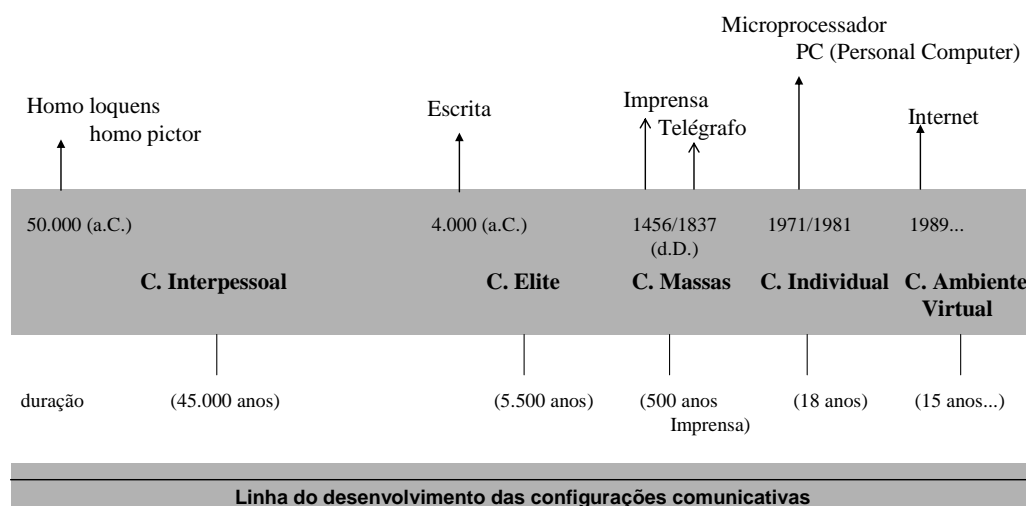 Microprocessador
PC (Personal Computer)
Homo loquens
homo pictor
Escrita
Imprensa
Telégrafo
Internet
50.000 (a.C.)
4.000 (a.C.)
1456/1837
(d.D.)
1971/1981
1989...
C. Interpessoal
C. Elite
C. Massas
C. Individual
C. Ambiente
Virtual
duração
(45.000 anos)
(5.500 anos)
(500 anos
Imprensa)
(18 anos)
(15 anos...)
Linha do desenvolvimento das configurações comunicativas